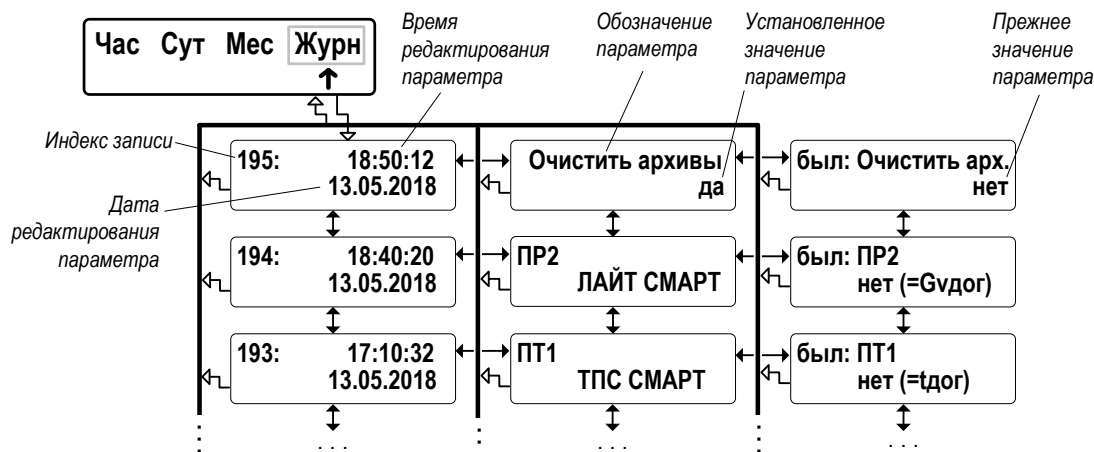 Час Сут Мес Журн
Время
редактирования
параметра
Обозначение
параметра
Установленное
значение
параметра
Прежнее
значение
параметра
Индекс записи
Дата
редактирования
параметра
195: 18:50:12
13.05.2018
Очистить архивы
да
был: Очистить арх.
нет
194: 18:40:20
13.05.2018
ПР2
ЛАЙТ СМАРТ
был: ПР2
нет (=Gvдог)
193: 17:10:32
13.05.2018
ПТ1
ТПС СМАРТ
был: ПТ1
нет (=tдог)
. . .
. . .
. . .